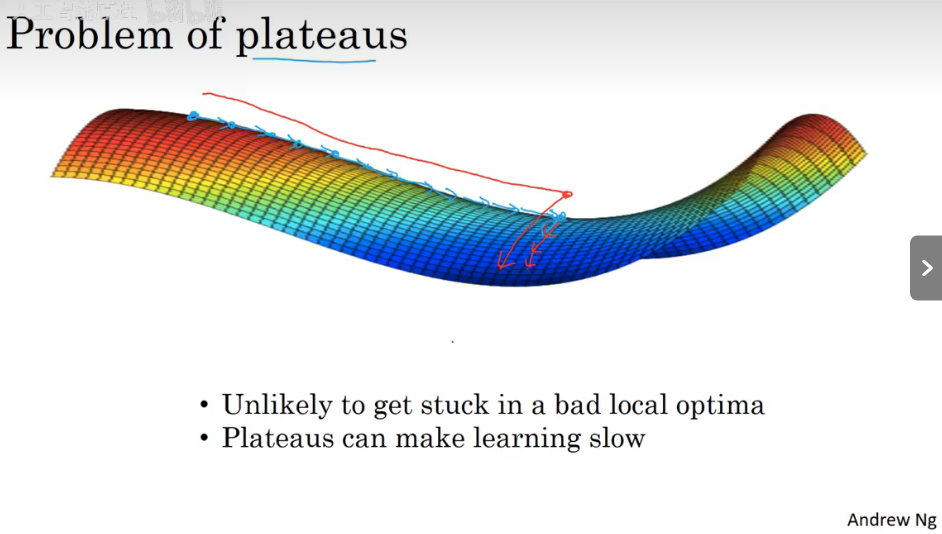 Problem of plateaus
• Unlikely to get stuck in a bad local optima
• Plateaus can make learning slow
Andrew Ng